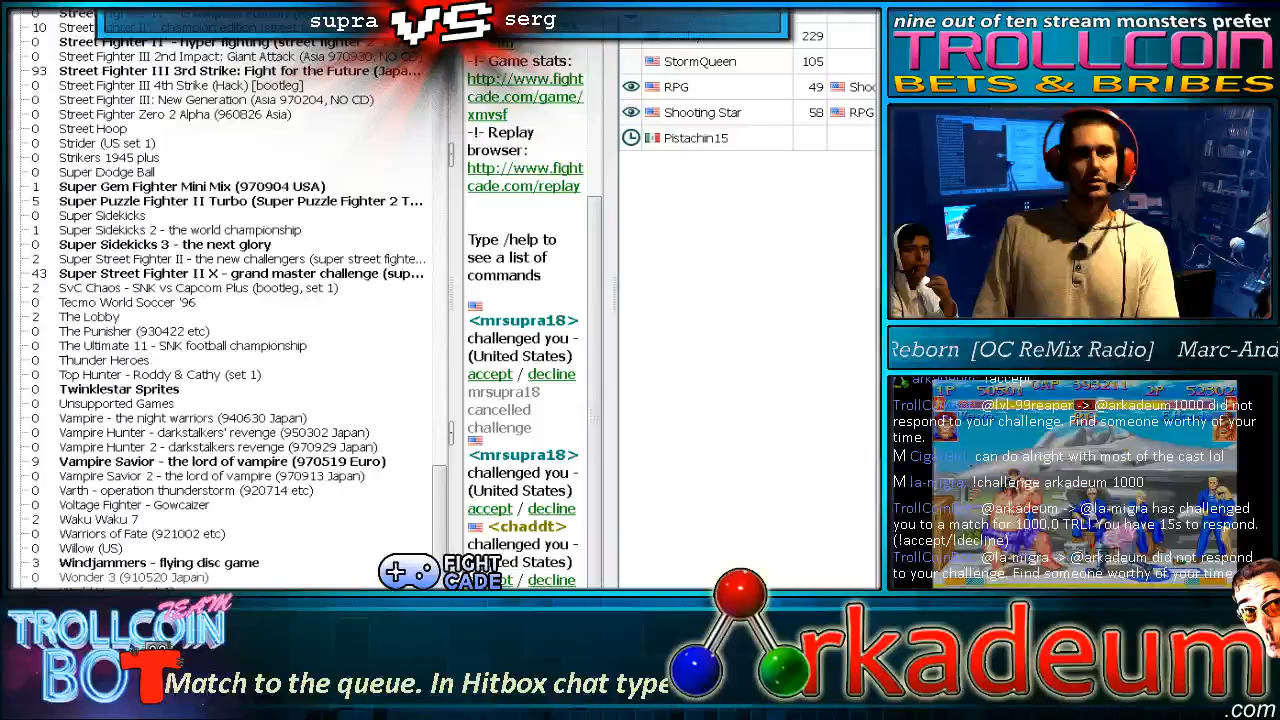 supra VS serg
10
0 Street Fighter II - hyper fighting (street fighter 2
0 Street Fighter III 2nd Impact: Giant Attack (Asia 970930, NO CD)
93 Street Fighter III 3rd Strike: Fight for the Future (Japa...
0 Street Fighter III 4th Strike (Hack) [bootleg]
0 Street Fighter III: New Generation (Asia 970204, NO CD)
0 Street Fighter Zero 2 Alpha (960826 Asia)
0 Street Hoop
0 Strider (US set 1)
0 Strikers 1945 plus
0 Super Dodge Ball
1 Super Gem Fighter Mini Mix (970904 USA)
5 Super Puzzle Fighter II Turbo (Super Puzzle Fighter 2 T...
0 Super Sidekicks
1 Super Sidekicks 2 - the world championship
0 Super Sidekicks 3 - the next glory
2 Super Street Fighter II - the new challengers (super street fighte...
43 Super Street Fighter II X - grand master challenge (sup...
2 SvC Chaos - SNK vs Capcom Plus (bootleg, set 1)
0 Tecmo World Soccer '96
2 The Lobby
0 The Punisher (930422 etc)
0 The Ultimate 11 - SNK football championship
0 Thunder Heroes
0 Top Hunter - Roddy & Cathy (set 1)
0 Twinklestar Sprites
0 Unsupported Games
0 Vampire - the night warriors (940630 Japan)
0 Vampire Hunter - darkstalkers' revenge (950302 Japan)
0 Vampire Hunter 2 - darkstalkers revenge (970929 Japan)
9 Vampire Savior - the lord of vampire (970519 Euro)
0 Vampire Savior 2 - the lord of vampire (970913 Japan)
0 Varth - operation thunderstorm (920714 etc)
0 Voltage Fighter - Gowcaizer
2 Waku Waku 7
0 Warriors of Fate (921002 etc)
0 Willow (US)
3 Windjammers - flying disc game
0 Wonder 3 (910520 Japan)
-!- Game stats:
http://www.fight
cade.com/game/
xmvsf
-!- Replay
browser:
http://www.fight
cade.com/replay
Type /help to
see a list of
commands
<mrsupra18>
challenged you -
(United States)
accept / decline
mrsupra18
cancelled
challenge
<mrsupra18>
challenged you -
(United States)
accept / decline
<chaddt>
challenged you -
(United States)
/ decline
FIGHT
CADE
229
StormQueen 105
RPG 49 Shoo
Shooting Star 58 RPG
Pistachin15
nine out of ten stream monsters prefer
TROLLCOIN
BETS & BRIBES
Reborn [OC ReMix Radio] Marc-And
arkadeum: !accept
@lvl-99reaper -> @arkadeum 1000 did not
respond to your challenge. Find someone worthy of your
time.
can do alright with most of the cast lol
M la-migra: !challenge arkadeum 1000
@arkadeum -> @la-migra has challenged
you to a match for 1000.0 TRL! You have 15s to respond.
(!accept/!decline)
@la-migra -> @arkadeum did not respond
to your challenge. Find someone worthy of your time
TEAM
TROLLCOIN
BOT
Match to the queue. In Hitbox chat type
Arkadeum
.com